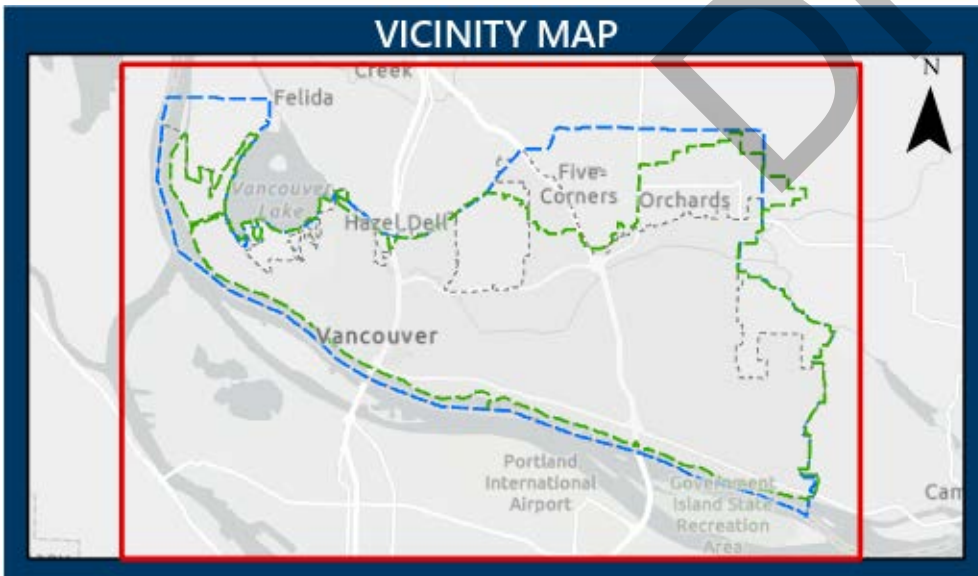 VICINITY MAP
Creek
N
Felida
Vancouver
Lake
Five
Corners
Orchards
Hazel Dell
Vancouver
Portland
International
Airport
Government
Island State
Recreation
Area
Cam